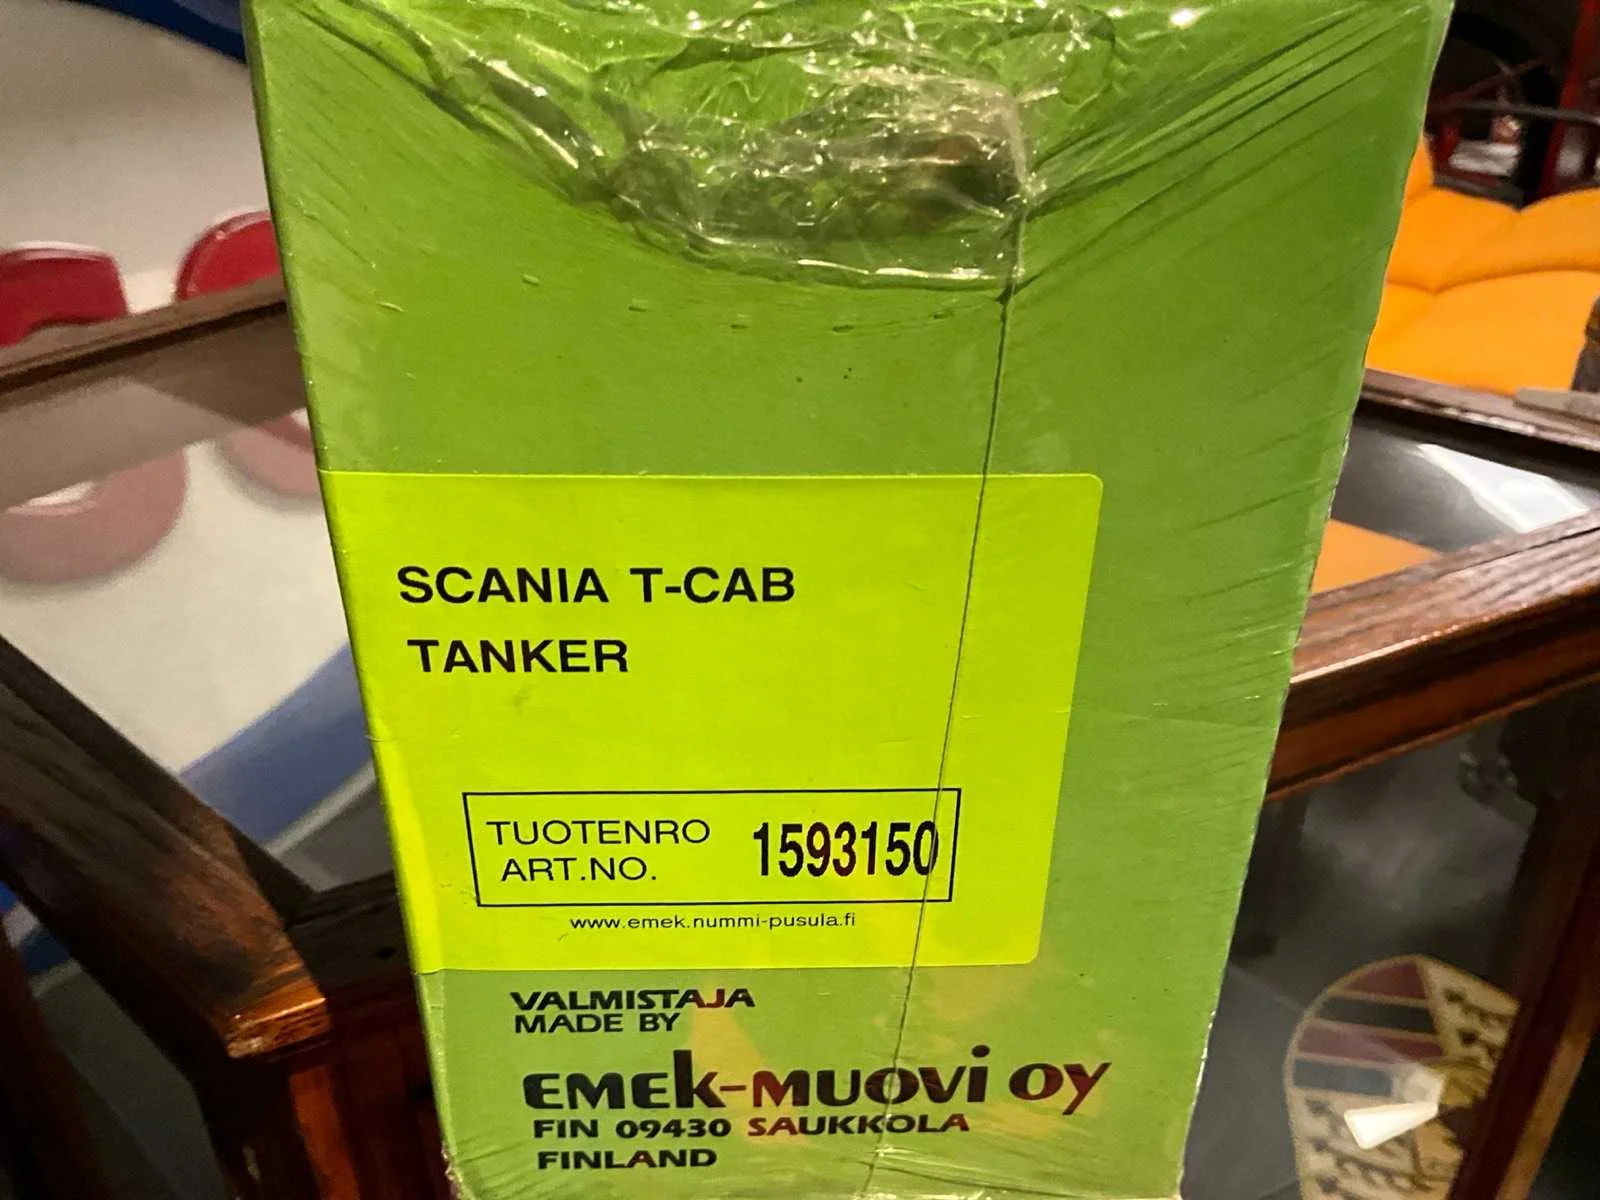 SCANIA T-CAB
TANKER
TUOTENRO
ART.NO.
1593150
www.emek.nummi-pusula.fi
VALMISTAJA
MADE BY
EMEK-MUOVI OY
FIN 09430 SAUKKOLA
FINLAND